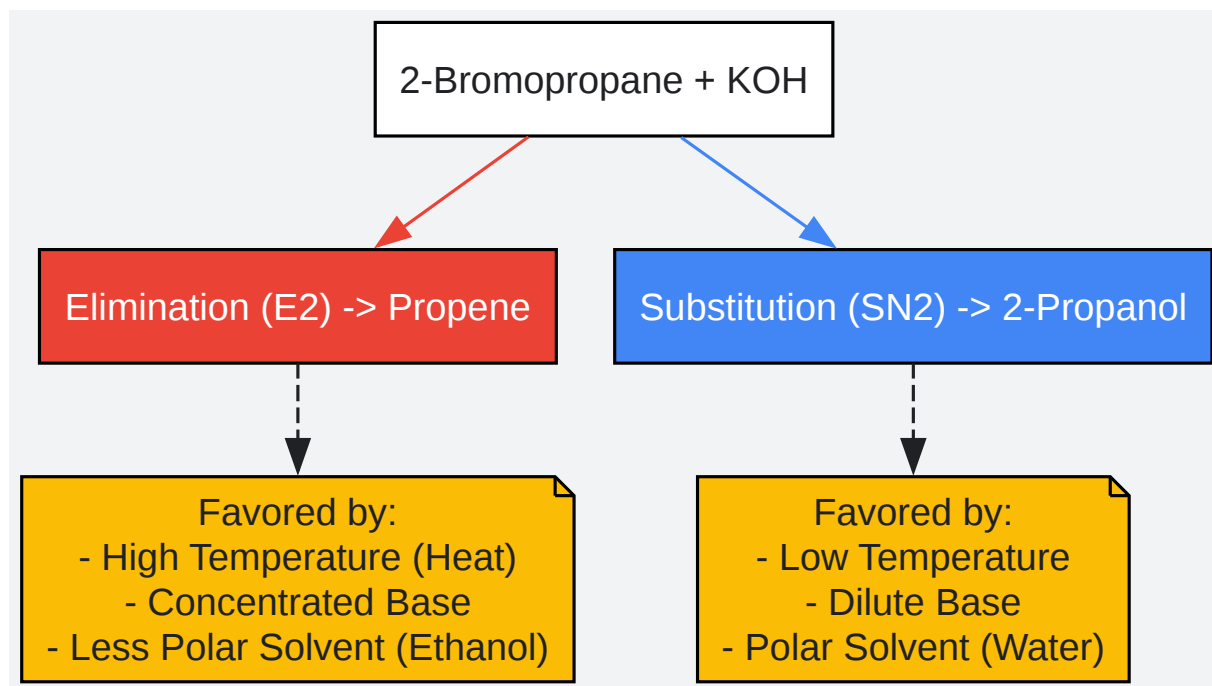 2-Bromopropane + KOH
Elimination (E2) -> Propene
Substitution (SN2) -> 2-Propanol
Favored by:
- High Temperature (Heat)
- Concentrated Base
- Less Polar Solvent (Ethanol)
Favored by:
- Low Temperature
- Dilute Base
- Polar Solvent (Water)